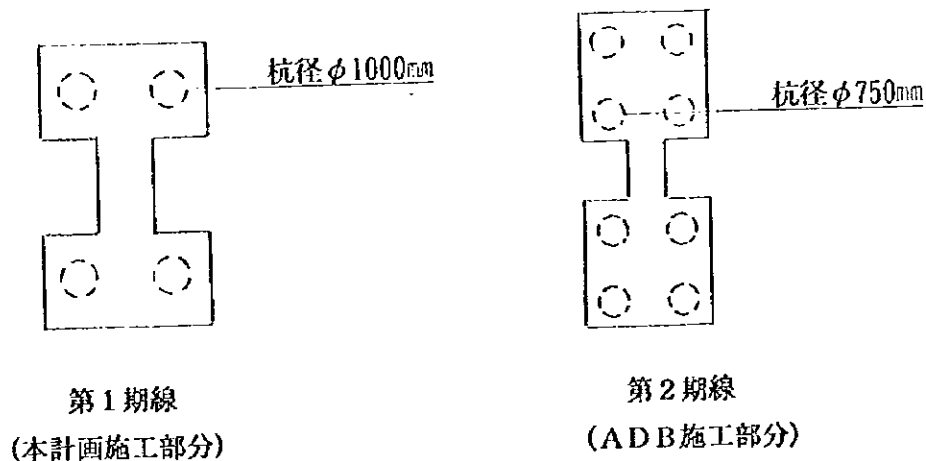 杭径φ1000mm
杭径φ750mm
第1期線
(本計画施工部分)
第2期線
(ADB施工部分)